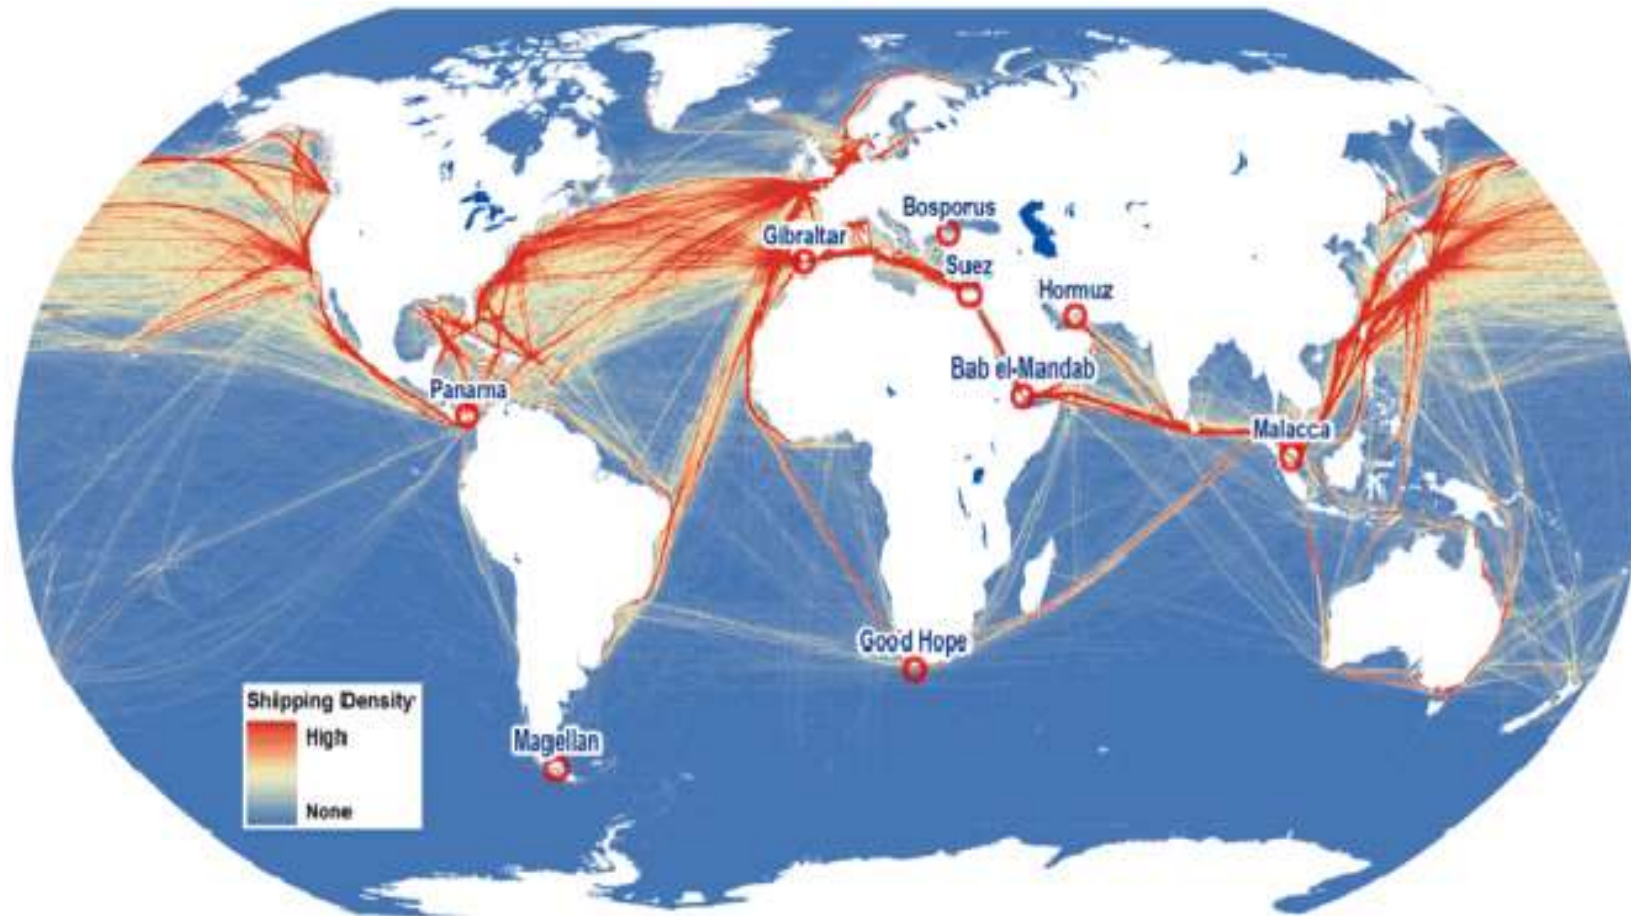 Bosporus
Gibraltar
Suez
Hormuz
Bab el-Mandab
Panama
Malacca
Good Hope
Magellan
Shipping Density
High
None